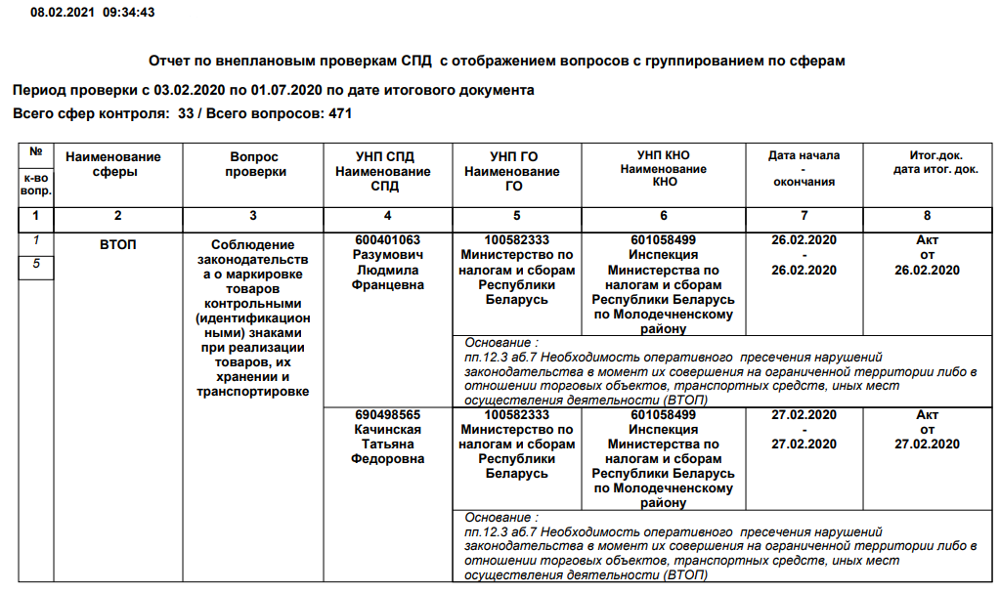 08.02.2021 09:34:43
Отчет по внеплановым проверкам СПД с отображением вопросов с группированием по сферам
Период проверки с 03.02.2020 по 01.07.2020 по дате итогового документа
Всего сфер контроля: 33 / Всего вопросов: 471
№
к-во
вопр.
Наименование
сферы
Вопрос
проверки
УНП СПД
Наименование
СПД
УНП ГО
Наименование
ГО
УНП КНО
Наименование
КНО
Дата начала
-
окончания
Итог.док.
дата итог. док.
1 2 3 4 5 6 7 8
1
5
ВТОП
Соблюдение
законодательств
а о маркировке
товаров
контрольными
(идентификацион
ными) знаками
при реализации
товаров, их
хранении и
транспортировке
600401063
Разумович
Людмила
Францевна
100582333
Министерство по
налогам и сборам
Республики
Беларусь
601058499
Инспекция
Министерства по
налогам и сборам
Республики Беларусь
по Молодечненскому
району
26.02.2020
-
26.02.2020
Акт
от
26.02.2020
Основание :
пп.12.3 аб.7 Необходимость оперативного пресечения нарушений
законодательства в момент их совершения на ограниченной территории либо в
отношении торговых объектов, транспортных средств, иных мест
осуществления деятельности (ВТОП)
690498565
Качинская
Татьяна
Федоровна
100582333
Министерство по
налогам и сборам
Республики
Беларусь
601058499
Инспекция
Министерства по
налогам и сборам
Республики Беларусь
по Молодечненскому
району
27.02.2020
-
27.02.2020
Акт
от
27.02.2020
Основание :
пп.12.3 аб.7 Необходимость оперативного пресечения нарушений
законодательства в момент их совершения на ограниченной территории либо в
отношении торговых объектов, транспортных средств, иных мест
осуществления деятельности (ВТОП)